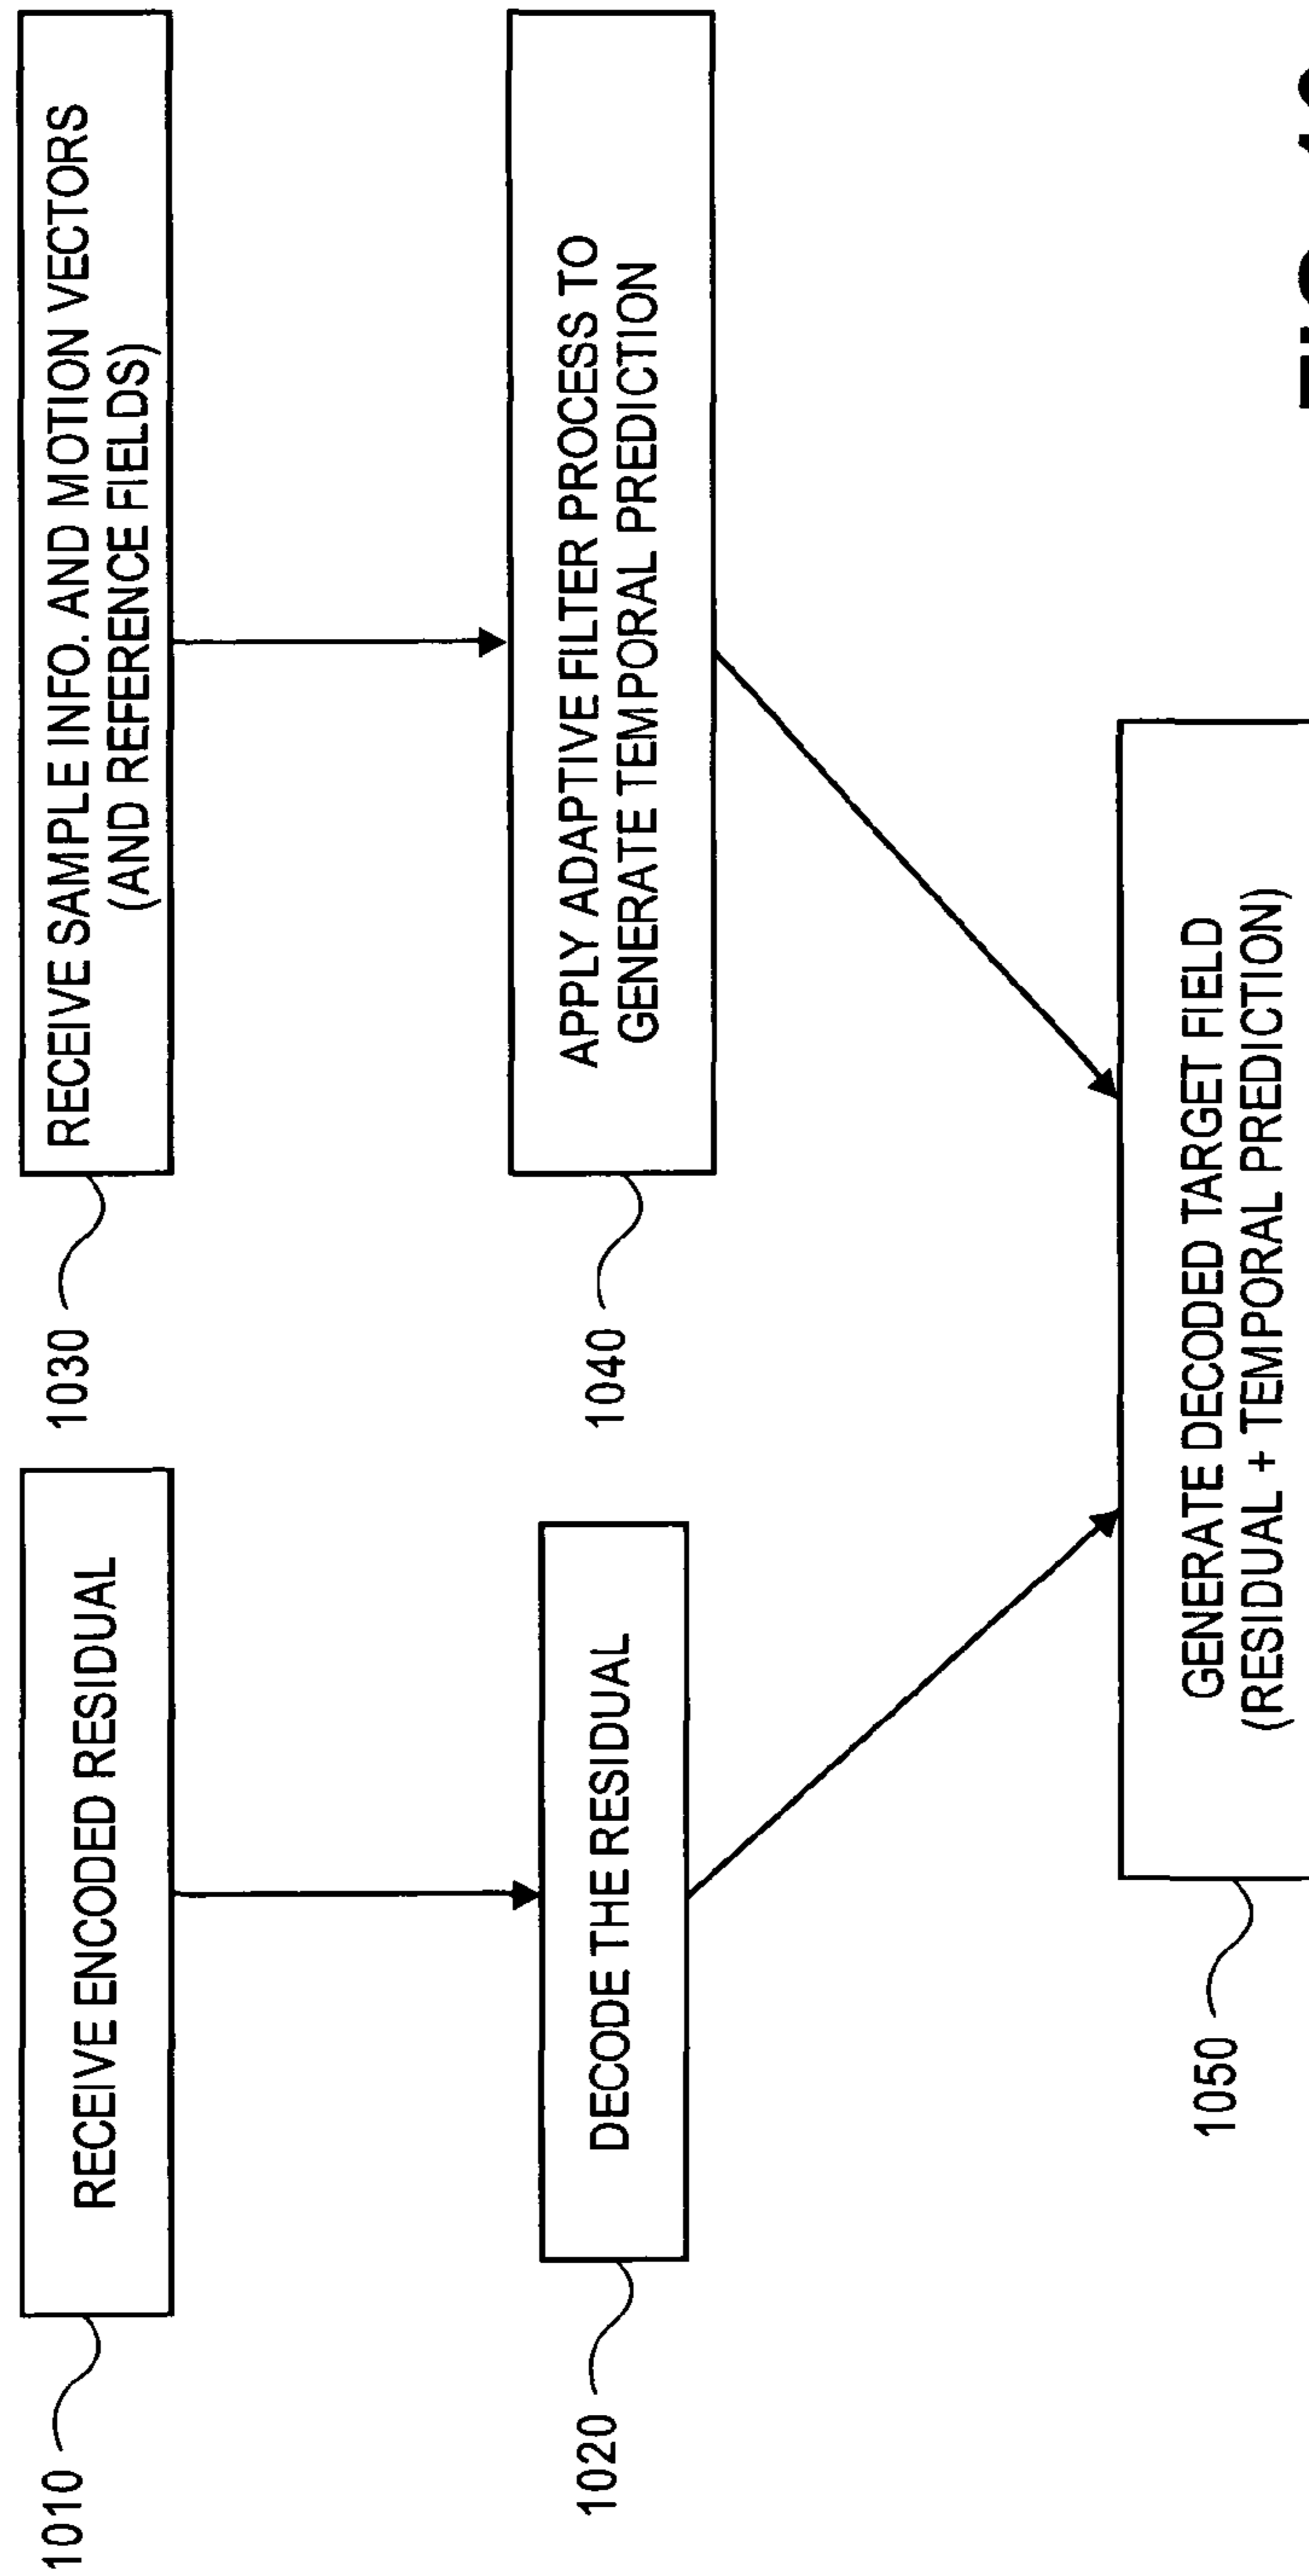 1010
RECEIVE ENCODED RESIDUAL
1030
RECEIVE SAMPLE INFO. AND MOTION VECTORS
(AND REFERENCE FIELDS)
1020
DECODE THE RESIDUAL
1040
APPLY ADAPTIVE FILTER PROCESS TO
GENERATE TEMPORAL PREDICTION
1050
GENERATE DECODED TARGET FIELD
(RESIDUAL + TEMPORAL PREDICTION)